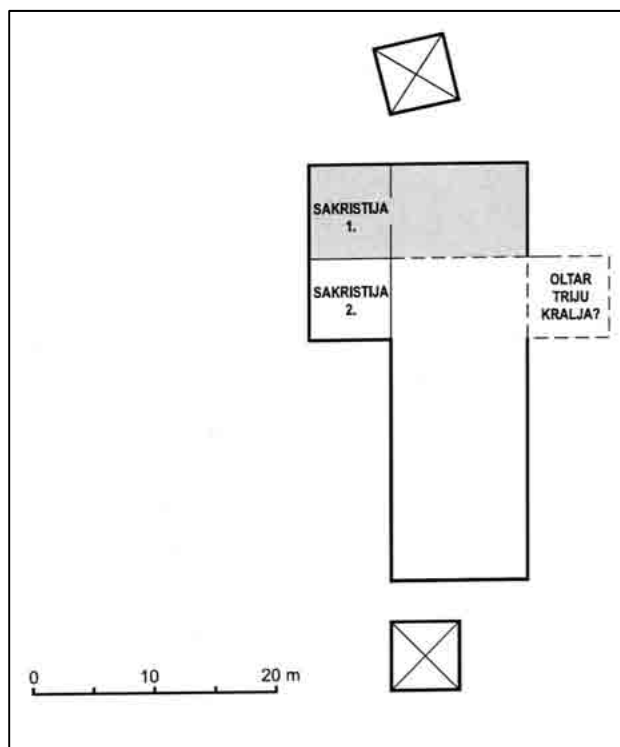 SAKRISTIJA
1.
SAKRISTIJA
2.
OLTAR
TRIJU
KRALJA?
0 10 20 m